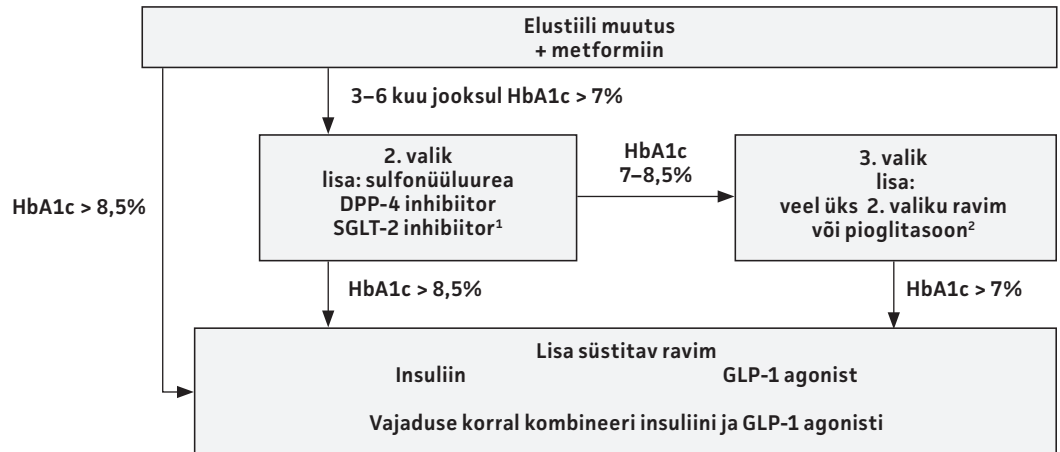 Elustiili muutus
+ metformiin
3–6 kuu jooksul HbA1c > 7%
2. valik
lisa: sulfonüüluurea
DPP-4 inhibiitor
SGLT-2 inhibiitor¹
HbA1c
7–8,5%
3. valik
lisa:
veel üks 2. valiku ravim
või pioglitasoon²
HbA1c > 8,5%
HbA1c > 8,5%
HbA1c > 7%
Lisa süstitav ravim
Insuliin GLP-1 agonist
Vajaduse korral kombineeri insuliini ja GLP-1 agonisti